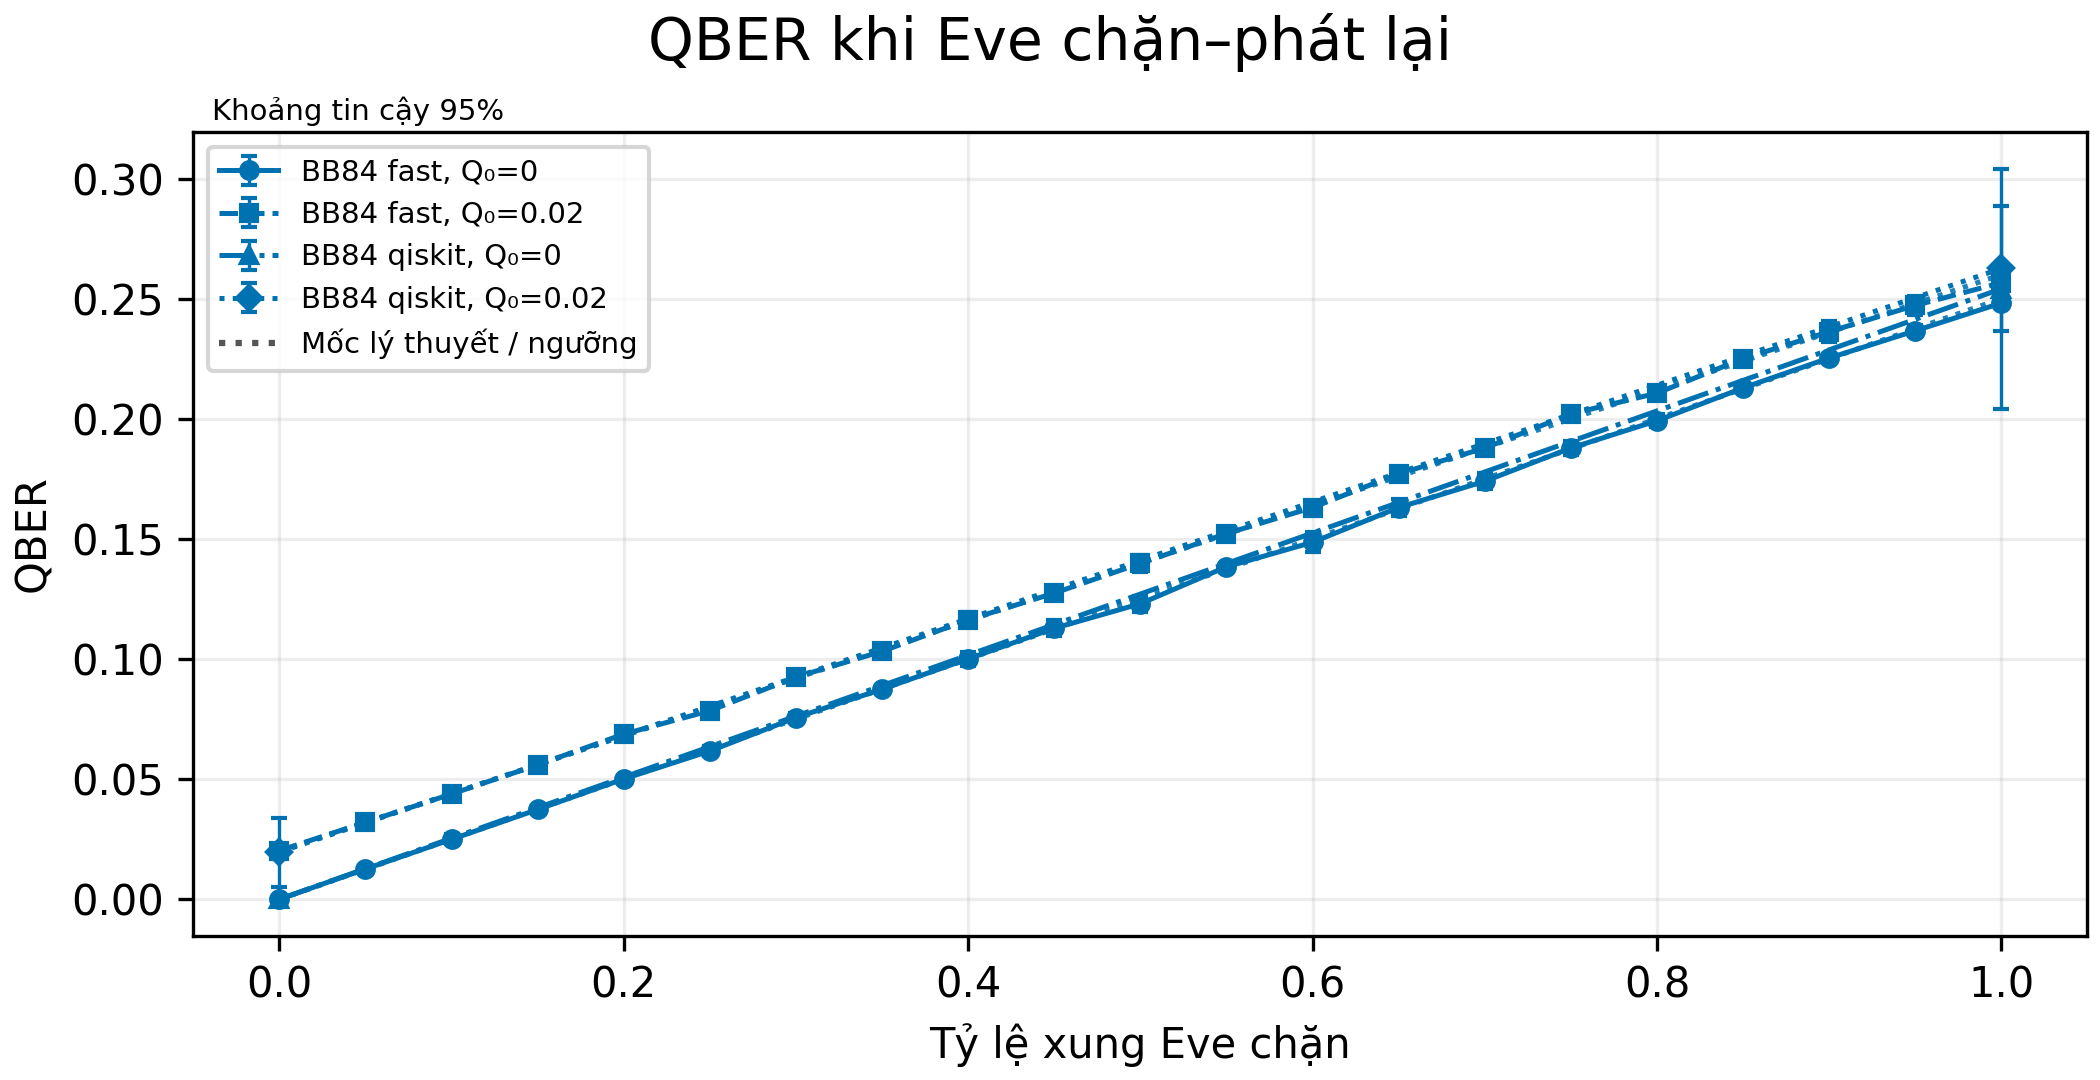 QBER khi Eve chặn–phát lại
Khoảng tin cậy 95%
BB84 fast, Q₀=0
BB84 fast, Q₀=0.02
BB84 qiskit, Q₀=0
BB84 qiskit, Q₀=0.02
Mốc lý thuyết / ngưỡng
QBER
0.30
0.25
0.20
0.15
0.10
0.05
0.00
0.0 0.2 0.4 0.6 0.8 1.0
Tỷ lệ xung Eve chặn